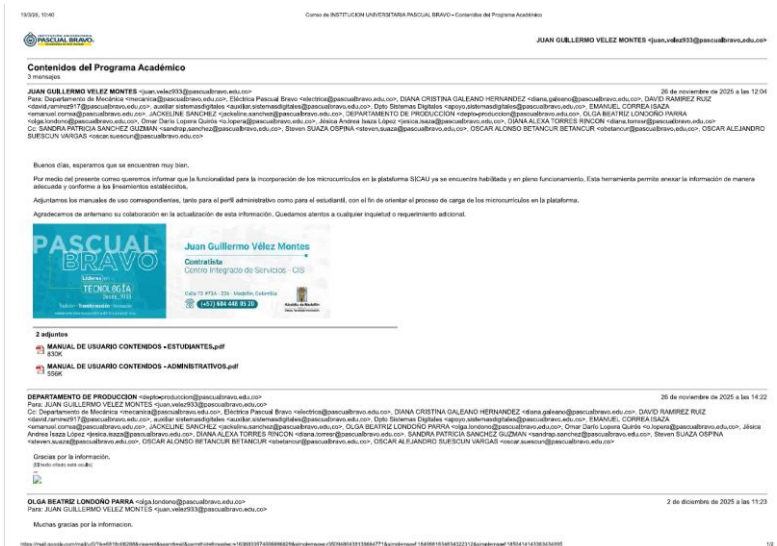 19/3/26, 10:40
Correo de INSTITUCION UNIVERSITARIA PASCUAL BRAVO - Contenidos del Programa Académico
PASCUAL BRAVO
JUAN GUILLERMO VELEZ MONTES <juan.velez933@pascualbravo.edu.co>
Contenidos del Programa Académico
3 mensajes
JUAN GUILLERMO VELEZ MONTES <juan.velez933@pascualbravo.edu.co>
26 de noviembre de 2025 a las 12:04
Para: Departamento de Mecánica <mecanica@pascualbravo.edu.co>, Eléctrica Pascual Bravo <electrica@pascualbravo.edu.co>, DIANA CRISTINA GALEANO HERNANDEZ <diana.galeano@pascualbravo.edu.co>, DAVID RAMIREZ RUIZ
<david.ramirez917@pascualbravo.edu.co>, auxiliar sistemasdigitales <auxiliar.sistemasdigitales@pascualbravo.edu.co>, Dpto Sistemas Digitales <apoyo.sistemasdigitales@pascualbravo.edu.co>, EMANUEL CORREA ISAZA
<emanuel.correa@pascualbravo.edu.co>, JACKELINE SANCHEZ <jackeline.sanchez@pascualbravo.edu.co>, DEPARTAMENTO DE PRODUCCION <depto-produccion@pascualbravo.edu.co>, OLGA BEATRIZ LONDOÑO PARRA
<olga.londono@pascualbravo.edu.co>, Omar Darío Lopera Quirós <o.lopera@pascualbravo.edu.co>, Jésica Andrea Isaza López <jesica.isaza@pascualbravo.edu.co>, DIANA ALEXA TORRES RINCON <diana.torresr@pascualbravo.edu.co>
Cc: SANDRA PATRICIA SANCHEZ GUZMAN <sandrap.sanchez@pascualbravo.edu.co>, Steven SUAZA OSPINA <steven.suaza@pascualbravo.edu.co>, OSCAR ALONSO BETANCUR BETANCUR <obetancur@pascualbravo.edu.co>, OSCAR ALEJANDRO
SUESCUN VARGAS <oscar.suescun@pascualbravo.edu.co>
Buenos días, esperamos que se encuentren muy bien.
Por medio del presente correo queremos informar que la funcionalidad para la incorporación de los microcurrículos en la plataforma SICAU ya se encuentra habilitada y en pleno funcionamiento. Esta herramienta permite anexar la información de manera
adecuada y conforme a los lineamientos establecidos.
Adjuntamos los manuales de uso correspondientes, tanto para el perfil administrativo como para el estudiantil, con el fin de orientar el proceso de carga de los microcurrículos en la plataforma.
Agradecemos de antemano su colaboración en la actualización de esta información. Quedamos atentos a cualquier inquietud o requerimiento adicional.
PASCUAL
BRAVO
Líderes en
TECNOLOGÍA
Juan Guillermo Vélez Montes
Contratista
Centro Integrado de Servicios - CIS
Calle 73 #73A - 226 - Medellín, Colombia
(+57) 604 448 05 20
Alcaldía de Medellín
2 adjuntos
MANUAL DE USUARIO CONTENIDOS - ESTUDIANTES.pdf
830K
MANUAL DE USUARIO CONTENIDOS - ADMINISTRATIVOS.pdf
556K
DEPARTAMENTO DE PRODUCCION <depto-produccion@pascualbravo.edu.co>
26 de noviembre de 2025 a las 14:22
Para: JUAN GUILLERMO VELEZ MONTES <juan.velez933@pascualbravo.edu.co>
Cc: Departamento de Mecánica <mecanica@pascualbravo.edu.co>, Eléctrica Pascual Bravo <electrica@pascualbravo.edu.co>, DIANA CRISTINA GALEANO HERNANDEZ <diana.galeano@pascualbravo.edu.co>, DAVID RAMIREZ RUIZ
<david.ramirez917@pascualbravo.edu.co>, auxiliar sistemasdigitales <auxiliar.sistemasdigitales@pascualbravo.edu.co>, Dpto Sistemas Digitales <apoyo.sistemasdigitales@pascualbravo.edu.co>, EMANUEL CORREA ISAZA
<emanuel.correa@pascualbravo.edu.co>, JACKELINE SANCHEZ <jackeline.sanchez@pascualbravo.edu.co>, OLGA BEATRIZ LONDOÑO PARRA <olga.londono@pascualbravo.edu.co>, Omar Darío Lopera Quirós <o.lopera@pascualbravo.edu.co>, Jésica
Andrea Isaza López <jesica.isaza@pascualbravo.edu.co>, DIANA ALEXA TORRES RINCON <diana.torresr@pascualbravo.edu.co>, SANDRA PATRICIA SANCHEZ GUZMAN <sandrap.sanchez@pascualbravo.edu.co>, Steven SUAZA OSPINA
<steven.suaza@pascualbravo.edu.co>, OSCAR ALONSO BETANCUR BETANCUR <obetancur@pascualbravo.edu.co>, OSCAR ALEJANDRO SUESCUN VARGAS <oscar.suescun@pascualbravo.edu.co>
Gracias por la información.
[El texto citado está oculto]
--
OLGA BEATRIZ LONDOÑO PARRA <olga.londono@pascualbravo.edu.co>
2 de diciembre de 2025 a las 11:23
Para: JUAN GUILLERMO VELEZ MONTES <juan.velez933@pascualbravo.edu.co>
Muchas gracias por la informacion.
1/2